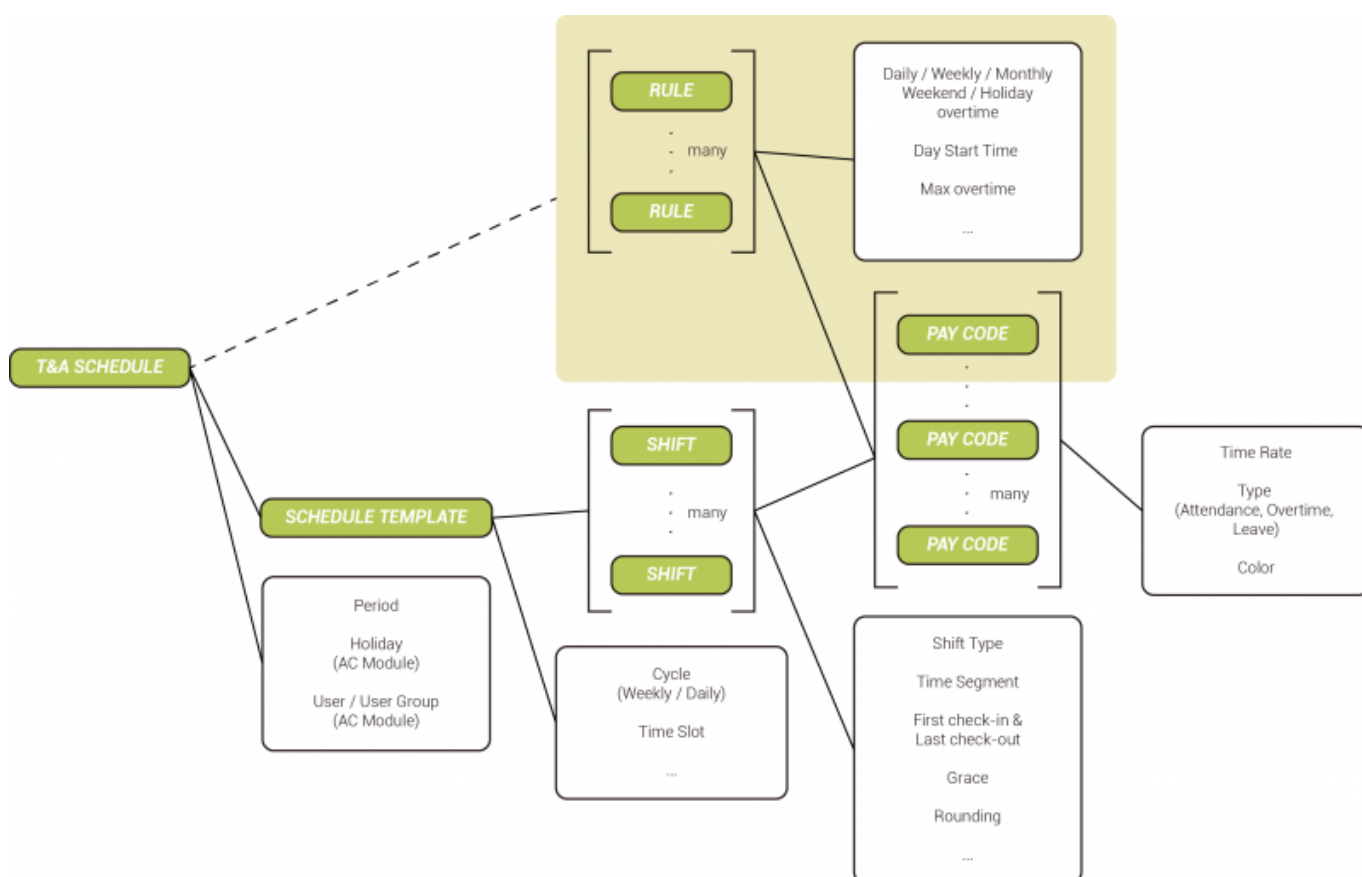 RULE
many
RULE
Daily / Weekly / Monthly
Weekend / Holiday
overtime
Day Start Time
Max overtime
...
T&A SCHEDULE
PAY CODE
PAY CODE
many
PAY CODE
SHIFT
many
SHIFT
SCHEDULE TEMPLATE
Time Rate
Type
(Attendance, Overtime,
Leave)
Color
Period
Holiday
(AC Module)
User / User Group
(AC Module)
Cycle
(Weekly / Daily)
Time Slot
...
Shift Type
Time Segment
First check-in &
Last check-out
Grace
Rounding
...